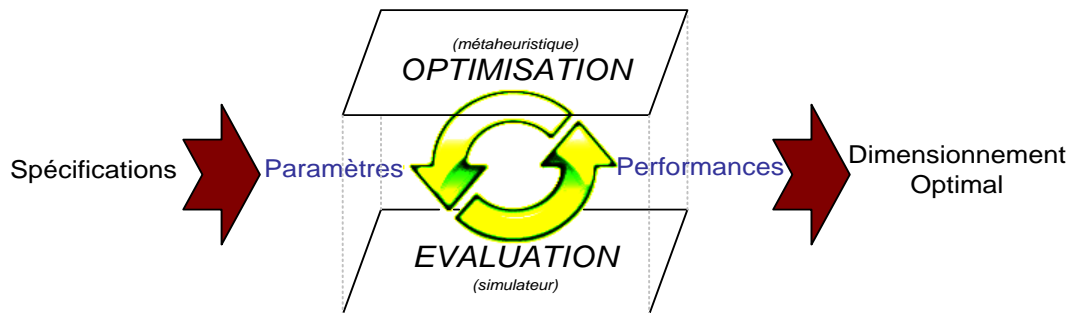 (métaheuristique)
OPTIMISATION
Spécifications
Paramètres
Performances
Dimensionnement
Optimal
EVALUATION
(simulateur)